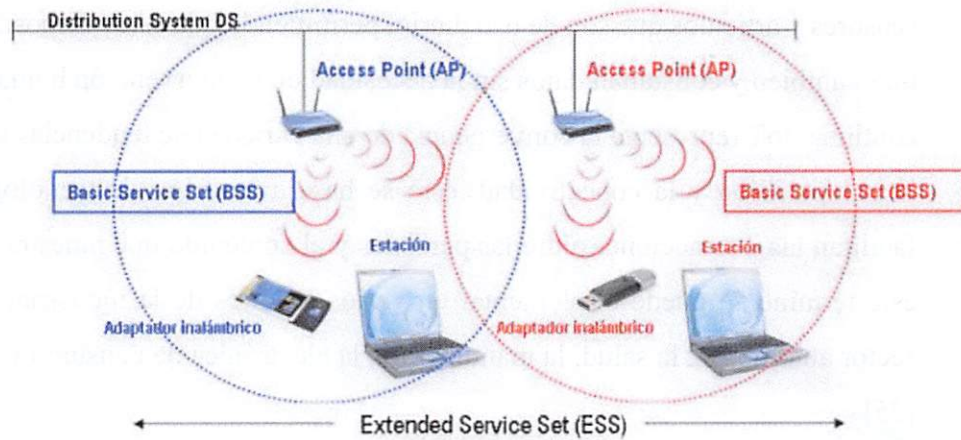 Distribution System DS
Access Point (AP)
Access Point (AP)
Basic Service Set (BSS)
Basic Service Set (BSS)
Estación
Estación
Adaptador inalámbrico
Adaptador inalámbrico
Extended Service Set (ESS)